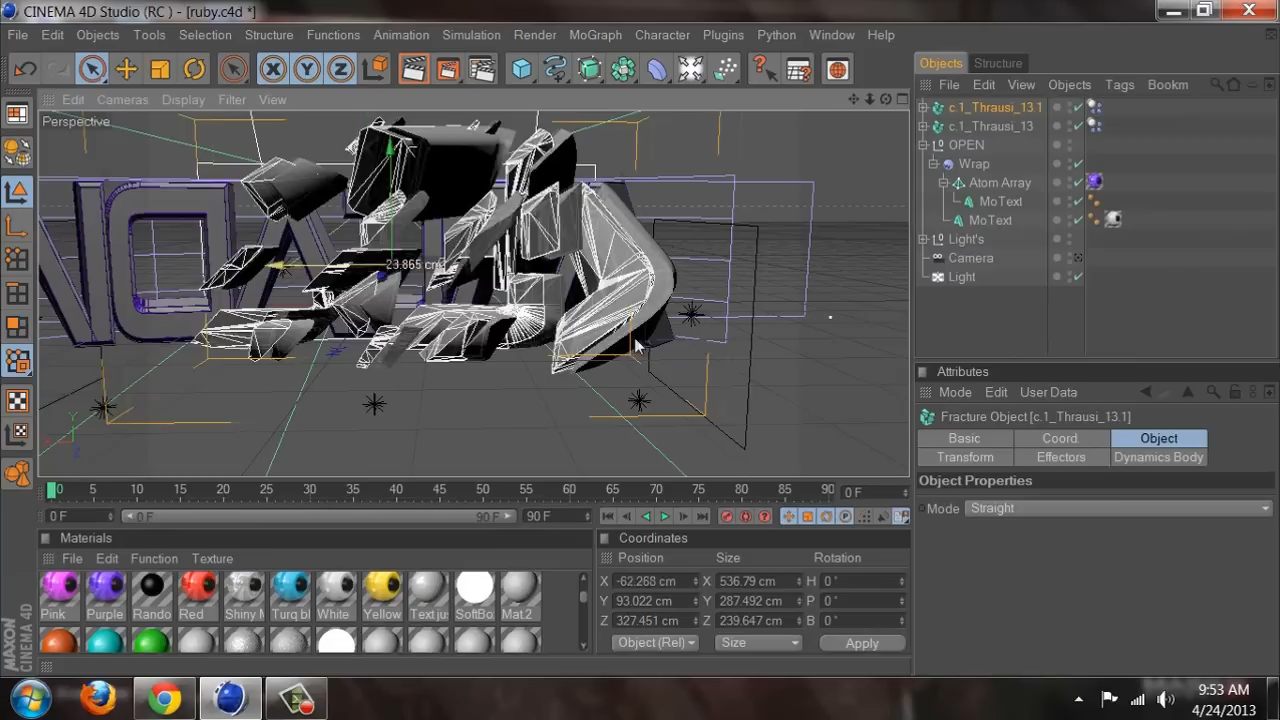 CINEMA 4D Studio (RC ) - [ruby.c4d *]
File Edit Objects Tools Selection Structure Functions Animation Simulation Render MoGraph Character Plugins Python Window Help
Objects Structure
File Edit View Objects Tags Bookm
Edit Cameras Display Filter View
Perspective
23.865 cm
c.1_Thrausi_13 1
c.1_Thrausi_13
OPEN
Wrap
Atom Array
MoText
MoText
Light's
Camera
Light
Attributes
Mode Edit User Data
Fracture Object [c.1_Thrausi_13.1]
Basic Coord. Object
Transform Effectors Dynamics Body
Object Properties
Mode Straight
0 5 10 15 20 25 30 35 40 45 50 55 60 65 70 75 80 85 90 0 F
0 F 0 F 90 F 90 F
Materials
File Edit Function Texture
Pink Purple Rando Red Shiny Turq bl White Yellow Text jus SoftBo Mat.2
Coordinates
Position Size Rotation
X -62.268 cm X 536.79 cm H 0 °
Y 93.022 cm Y 287.492 cm P 0 °
Z 327.451 cm Z 239.647 cm B 0 °
Object (Rel) Size Apply
MAXON
CINEMA 4D
9:53 AM
4/24/2013